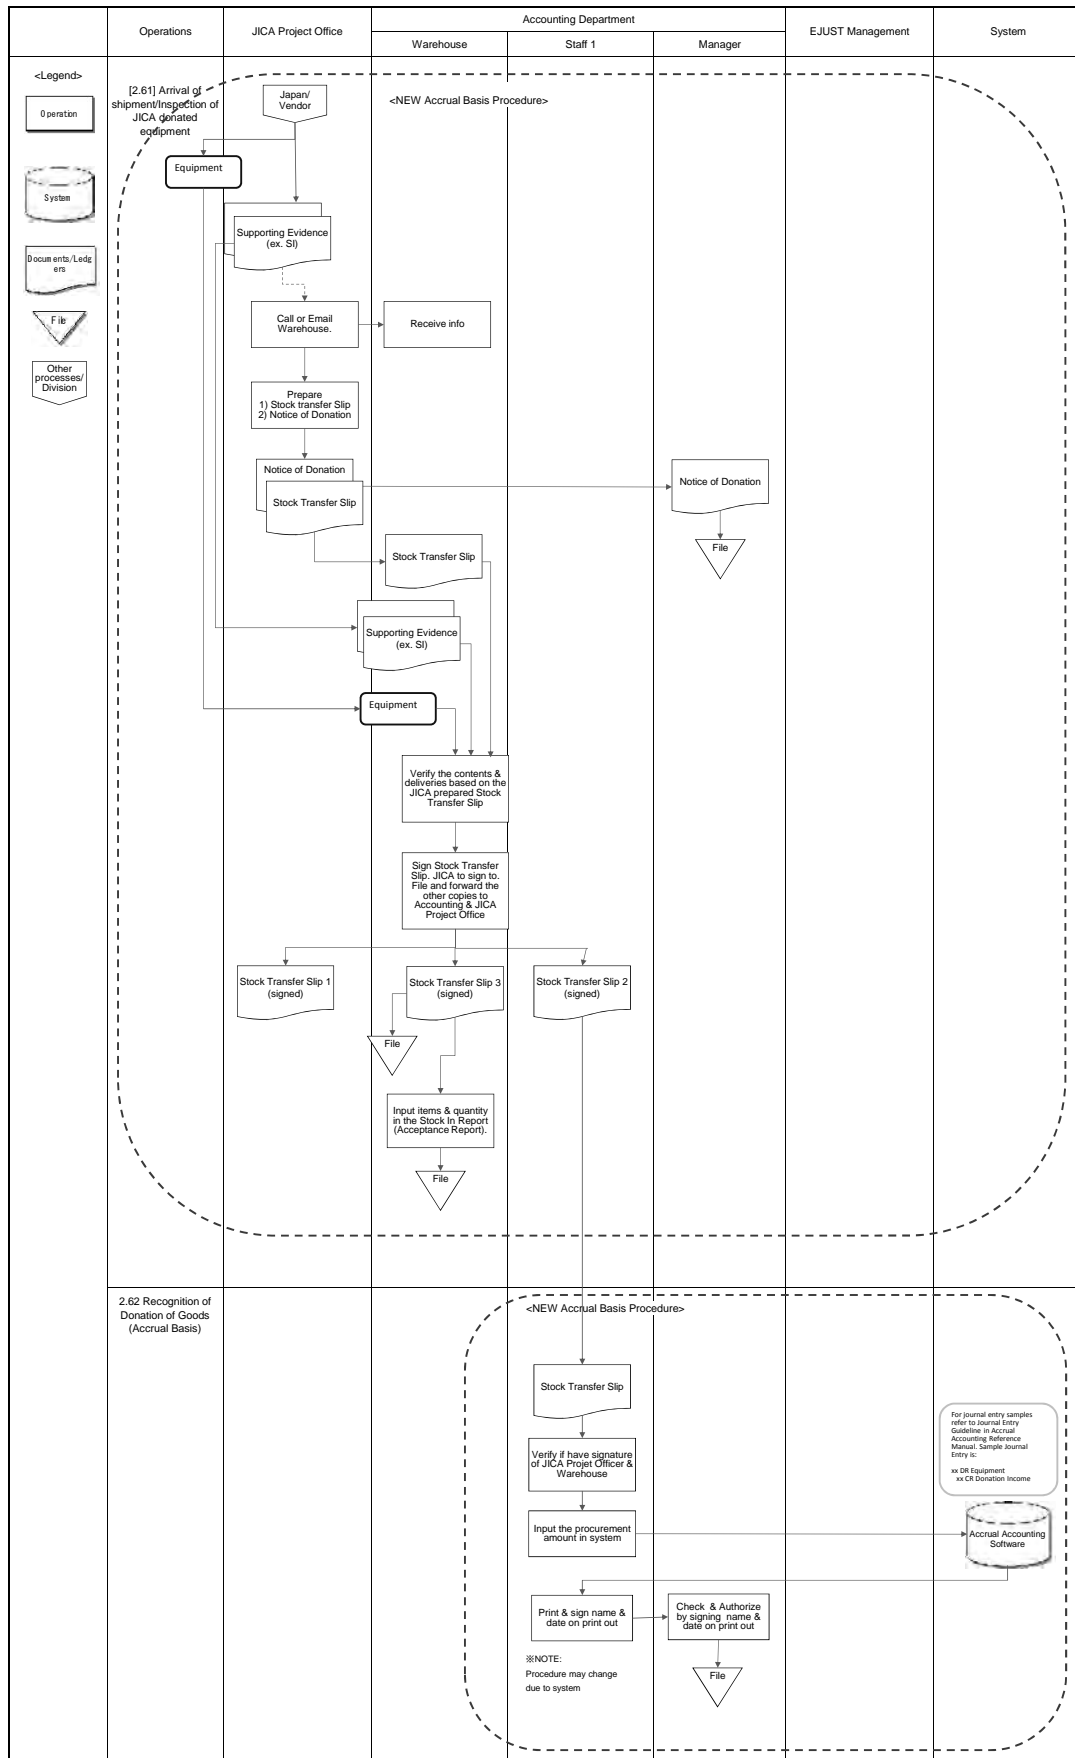 Accounting Department
Operations
JICA Project Office
EJUST Management
System
Warehouse
Staff 1
Manager
<Legend>
Operation
System
Documents/Ledg
ers
File
Other
processes/
Division
[2.61] Arrival of
shipment/Inspection of
JICA donated
equipment
Japan/
Vendor
<NEW Accrual Basis Procedure>
Equipment
Supporting Evidence
(ex. SI)
Call or Email
Warehouse.
Receive info
Prepare
1) Stock transfer Slip
2) Notice of Donation
Notice of Donation
Stock Transfer Slip
Notice of Donation
File
Stock Transfer Slip
Supporting Evidence
(ex. SI)
Equipment
Verify the contents &
deliveries based on the
JICA prepared Stock
Transfer Slip
Sign Stock Transfer
Slip. JICA to sign to.
File and forward the
other copies to
Accounting & JICA
Project Office
Stock Transfer Slip 1
(signed)
Stock Transfer Slip 3
(signed)
Stock Transfer Slip 2
(signed)
File
Input items & quantity
in the Stock In Report
(Acceptance Report).
File
2.62 Recognition of
Donation of Goods
(Accrual Basis)
<NEW Accrual Basis Procedure>
Stock Transfer Slip
Verify if have signature
of JICA Projet Officer &
Warehouse
Input the procurement
amount in system
For journal entry samples
refer to Journal Entry
Guideline in Accrual
Accounting Reference
Manual. Sample Journal
Entry is:
xx DR Equipment
xx CR Donation Income
Accrual Accounting
Software
Print & sign name &
date on print out
Check & Authorize
by signing name &
date on print out
File
※NOTE:
Procedure may change
due to system